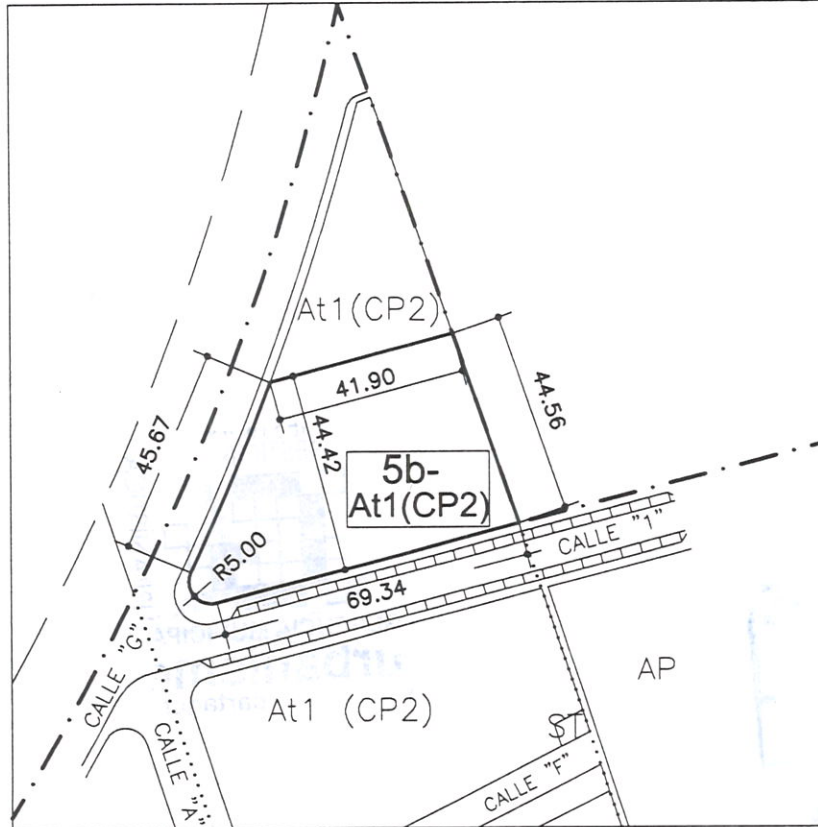 At1(CP2)
41.90
44.56
45.67
44.42
5b-
At1(CP2)
R5.00
CALLE "1"
69.34
AP
CALLE "G"
At1 (CP2)
ST
CALLE "A"
CALLE "F"